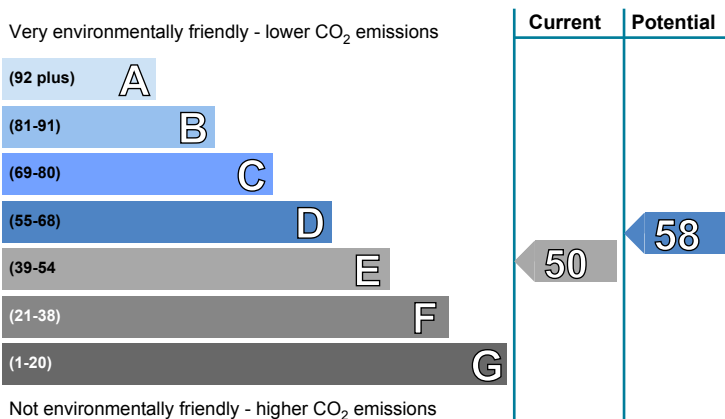 Very environmentally friendly - lower CO2 emissions
Current
Potential
(92 plus) A
(81-91) B
(69-80) C
(55-68) D
(39-54 E
(21-38) F
(1-20) G
50
58
Not environmentally friendly - higher CO2 emissions